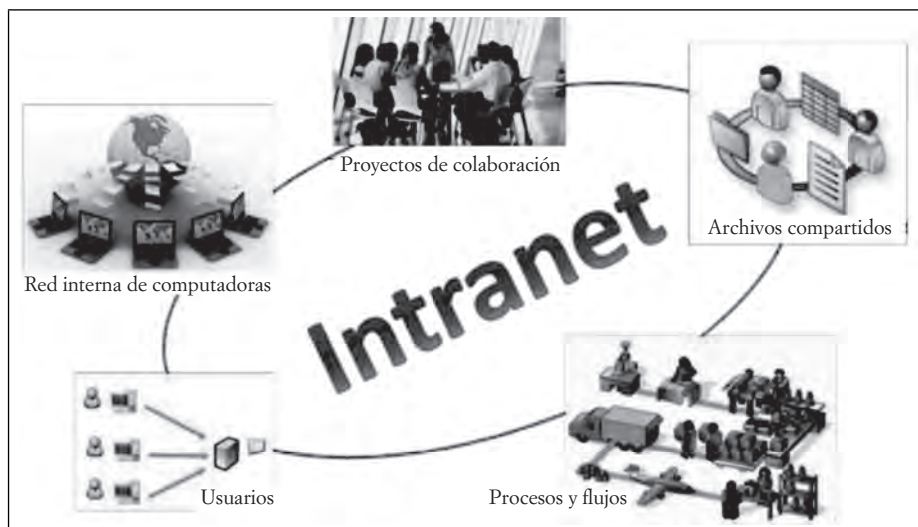 Proyectos de colaboración
Archivos compartidos
Red interna de computadoras
Intranet
Usuarios
Procesos y flujos